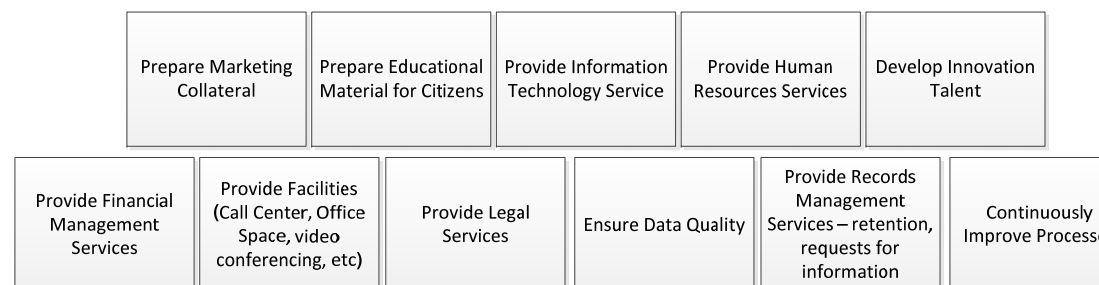 Prepare Marketing
Collateral
Prepare Educational
Material for Citizens
Provide Information
Technology Service
Provide Human
Resources Services
Develop Innovation
Talent
Provide Financial
Management
Services
Provide Facilities
(Call Center, Office
Space, video
conferencing, etc)
Provide Legal
Services
Ensure Data Quality
Provide Records
Management
Services – retention,
requests for
information
Continuously
Improve